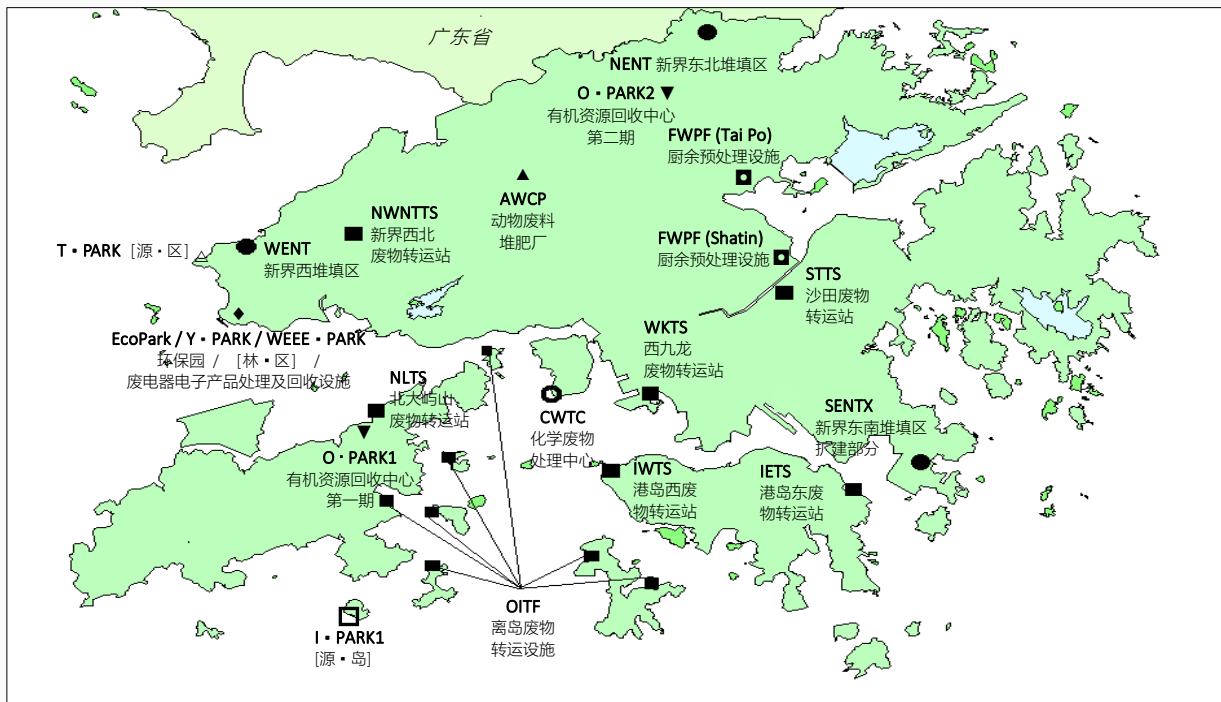 广东省
NENT 新界东北堆填区
O·PARK2
有机资源回收中心
第二期
FWPF (Tai Po)
厨余预处理设施
AWCP
动物废料
堆肥厂
NWNTTS
新界西北
废物转运站
WENT
新界西堆填区
T·PARK [源·区]
FWPF (Shatin)
厨余预处理设施
STTS
沙田废物
转运站
EcoPark / Y·PARK / WEEE·PARK
环保园 / [林·区] /
废电器电子产品处理及回收设施
WKTS
西九龙
废物转运站
NLTS
北大屿山
废物转运站
CWTC
化学废物
处理中心
SENTX
新界东南堆填区
扩建部分
O·PARK1
有机资源回收中心
第一期
IWTS
港岛西废
物转运站
IETS
港岛东废
物转运站
OITF
离岛废物
转运设施
I·PARK1
[源·岛]